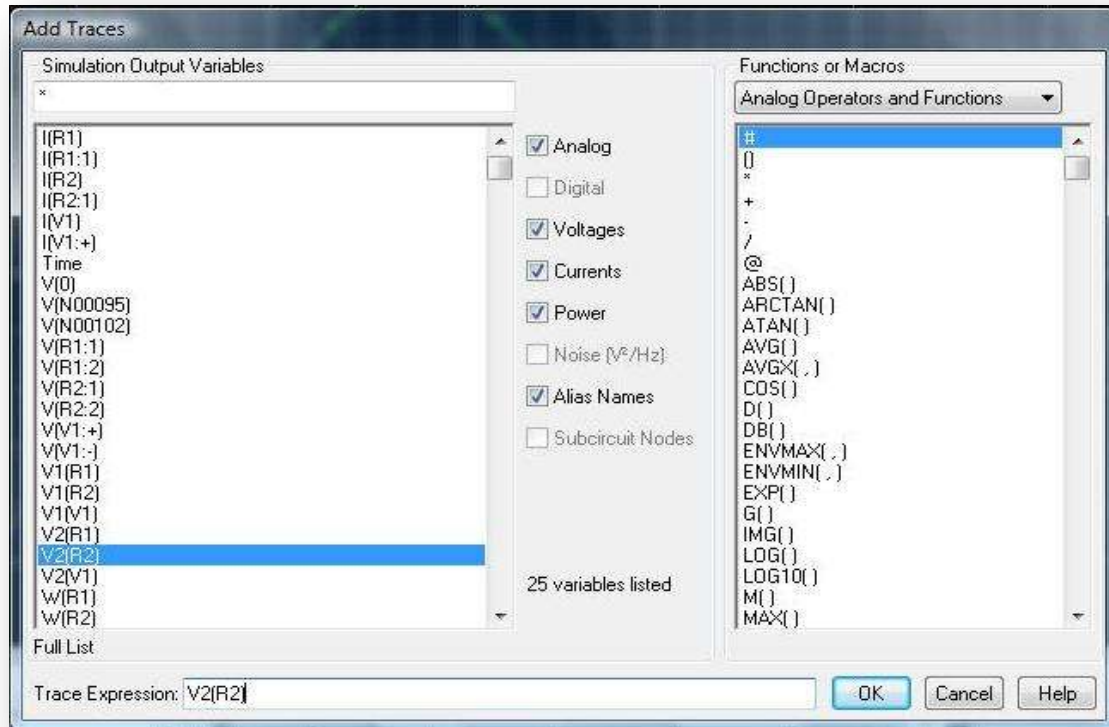 Add Traces
Simulation Output Variables
*
I(R1)
I(R1:1)
I(R2)
I(R2:1)
I(V1)
I(V1:+)
Time
V(0)
V(N00095)
V(N00102)
V(R1:1)
V(R1:2)
V(R2:1)
V(R2:2)
V(V1:+)
V(V1:-)
V1(R1)
V1(R2)
V1(V1)
V2(R1)
V2(R2)
V2(V1)
W(R1)
W(R2)
Full List
Analog
Digital
Voltages
Currents
Power
Noise (V²/Hz)
Alias Names
Subcircuit Nodes
25 variables listed
Functions or Macros
Analog Operators and Functions
#
()
*
+
-
/
@
ABS( )
ARCTAN( )
ATAN( )
AVG( )
AVGX( , )
COS( )
D( )
DB( )
ENVMAX( , )
ENVMIN( , )
EXP( )
G( )
IMG( )
LOG( )
LOG10( )
M( )
MAX( )
Trace Expression: V2(R2)
OK Cancel Help